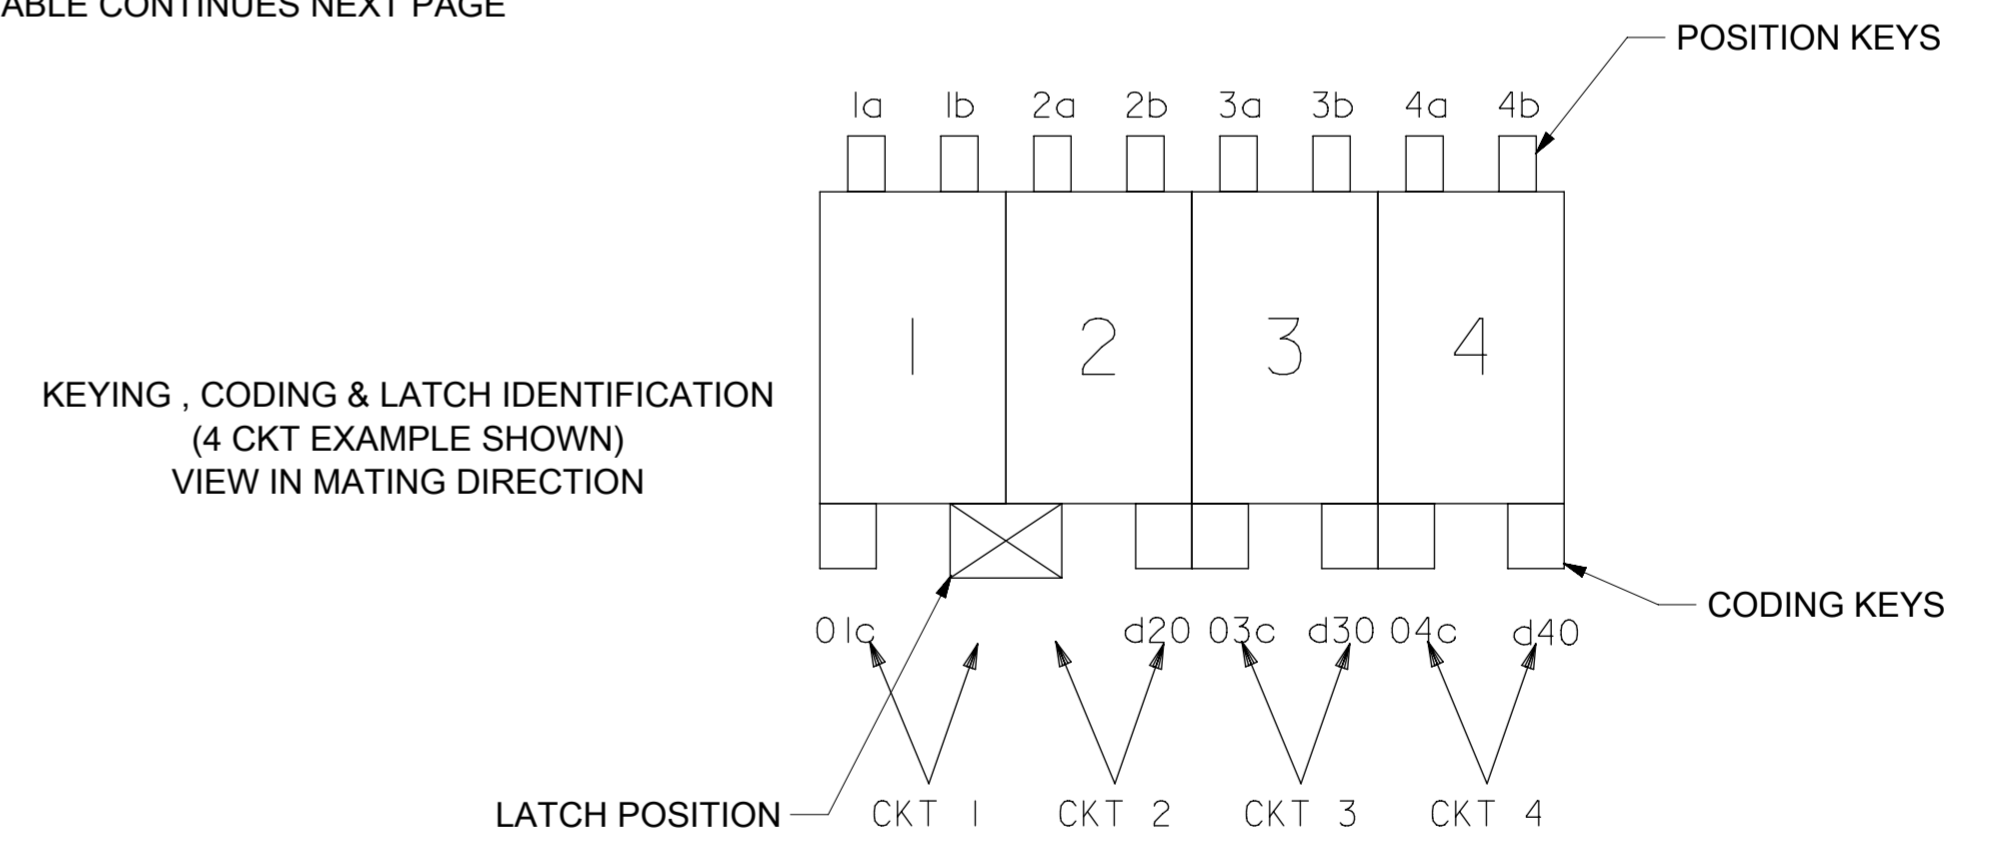 ABLE CONTINUES NEXT PAGE
POSITION KEYS
1a 1b 2a 2b 3a 3b 4a 4b
1 2 3 4
KEYING , CODING & LATCH IDENTIFICATION
(4 CKT EXAMPLE SHOWN)
VIEW IN MATING DIRECTION
CODING KEYS
01c d20 03c d30 04c d40
LATCH POSITION
CKT 1 CKT 2 CKT 3 CKT 4